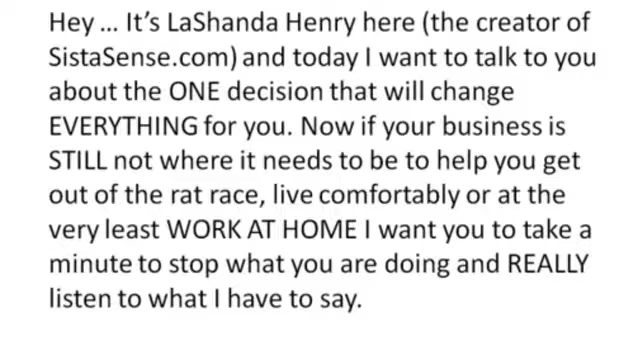 Hey ... It's LaShanda Henry here (the creator of
SistaSense.com) and today I want to talk to you
about the ONE decision that will change
EVERYTHING for you. Now if your business is
STILL not where it needs to be to help you get
out of the rat race, live comfortably or at the
very least WORK AT HOME I want you to take a
minute to stop what you are doing and REALLY
listen to what I have to say.